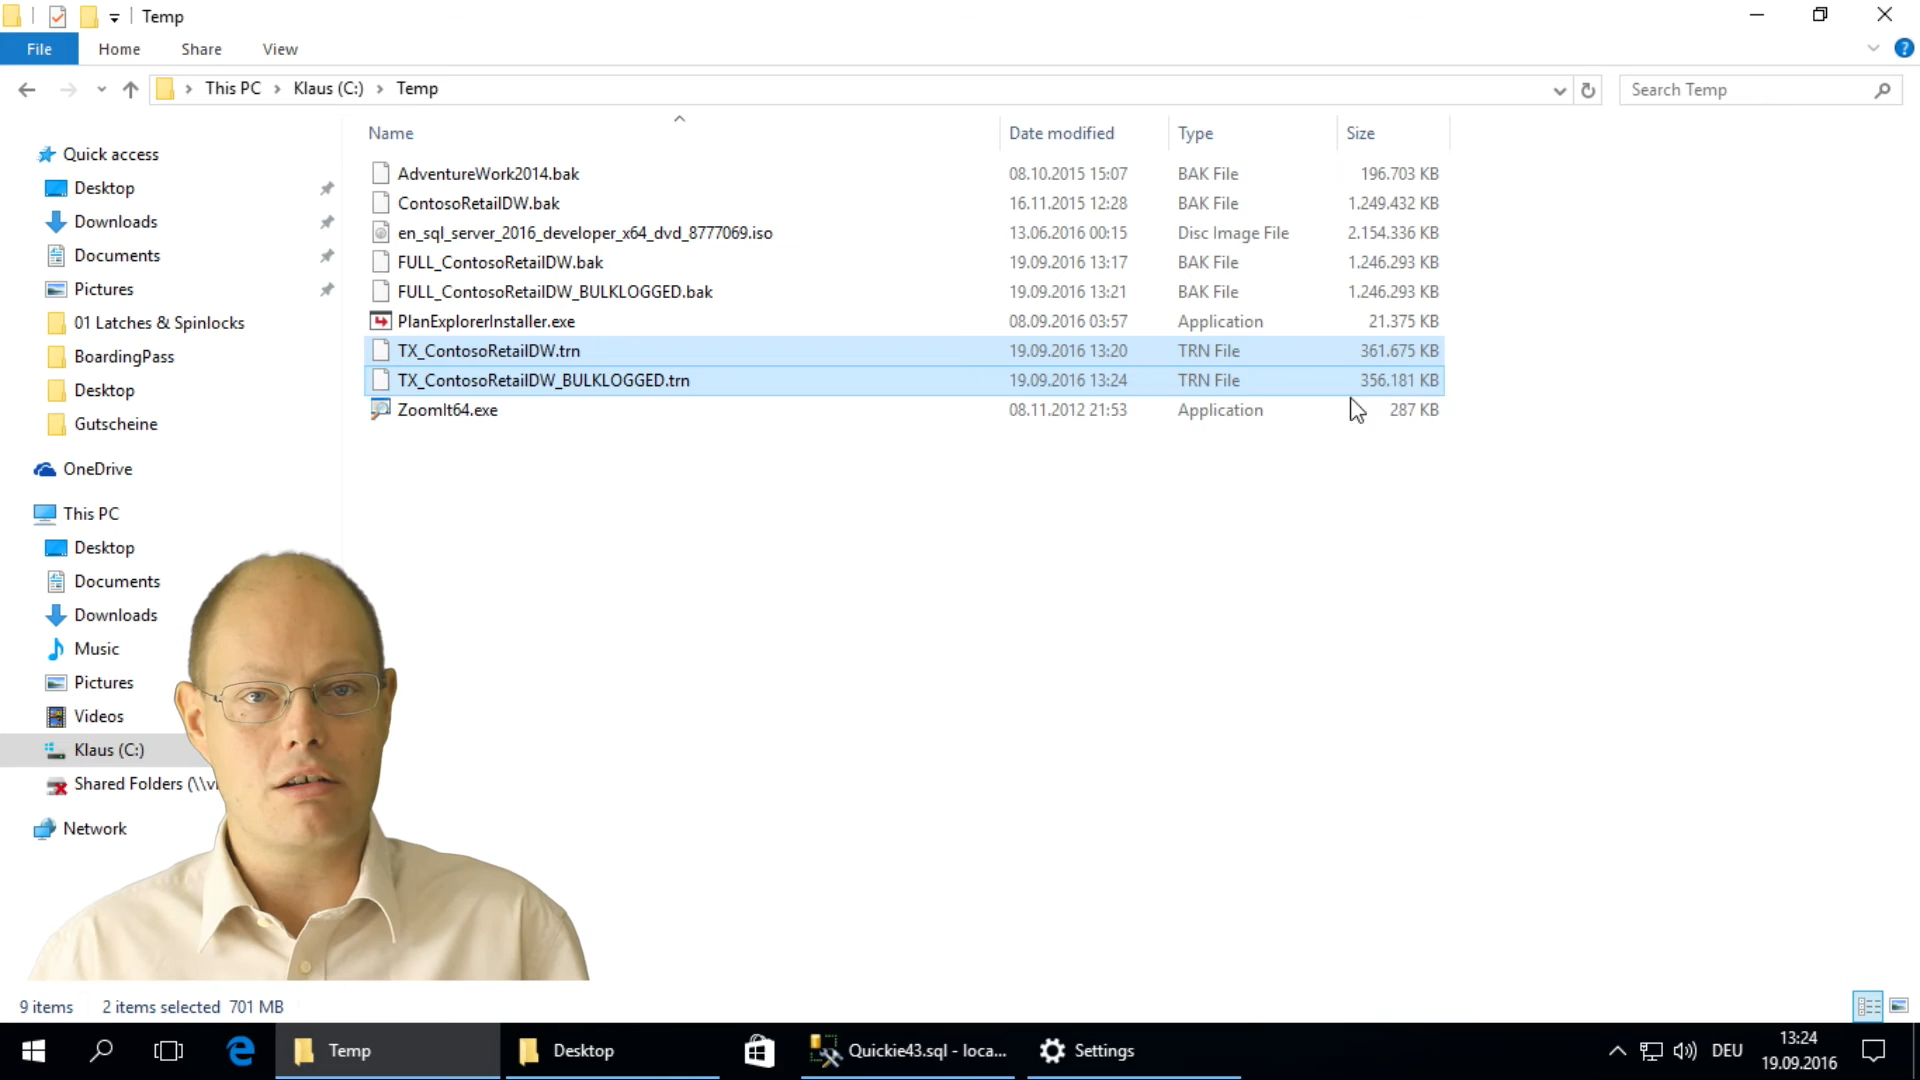 Temp
File Home Share View
This PC Klaus (C:) Temp
Search Temp
Name Date modified Type Size
AdventureWork2014.bak 08.10.2015 15:07 BAK File 196.703 KB
ContosoRetailDW.bak 16.11.2015 12:28 BAK File 1.249.432 KB
en_sql_server_2016_developer_x64_dvd_8777069.iso 13.06.2016 00:15 Disc Image File 2.154.336 KB
FULL_ContosoRetailDW.bak 19.09.2016 13:17 BAK File 1.246.293 KB
FULL_ContosoRetailDW_BULKLOGGED.bak 19.09.2016 13:21 BAK File 1.246.293 KB
PlanExplorerInstaller.exe 08.09.2016 03:57 Application 21.375 KB
TX_ContosoRetailDW.trn 19.09.2016 13:20 TRN File 361.675 KB
TX_ContosoRetailDW_BULKLOGGED.trn 19.09.2016 13:24 TRN File 356.181 KB
ZoomIt64.exe 08.11.2012 21:53 Application 287 KB
Quick access
Desktop
Downloads
Documents
Pictures
01 Latches & Spinlocks
BoardingPass
Desktop
Gutscheine
OneDrive
This PC
Desktop
Documents
Downloads
Music
Pictures
Videos
Klaus (C:)
Shared Folders (\\v
Network
9 items 2 items selected 701 MB
Temp Desktop Quickie43.sql - loca... Settings DEU
13:24
19.09.2016